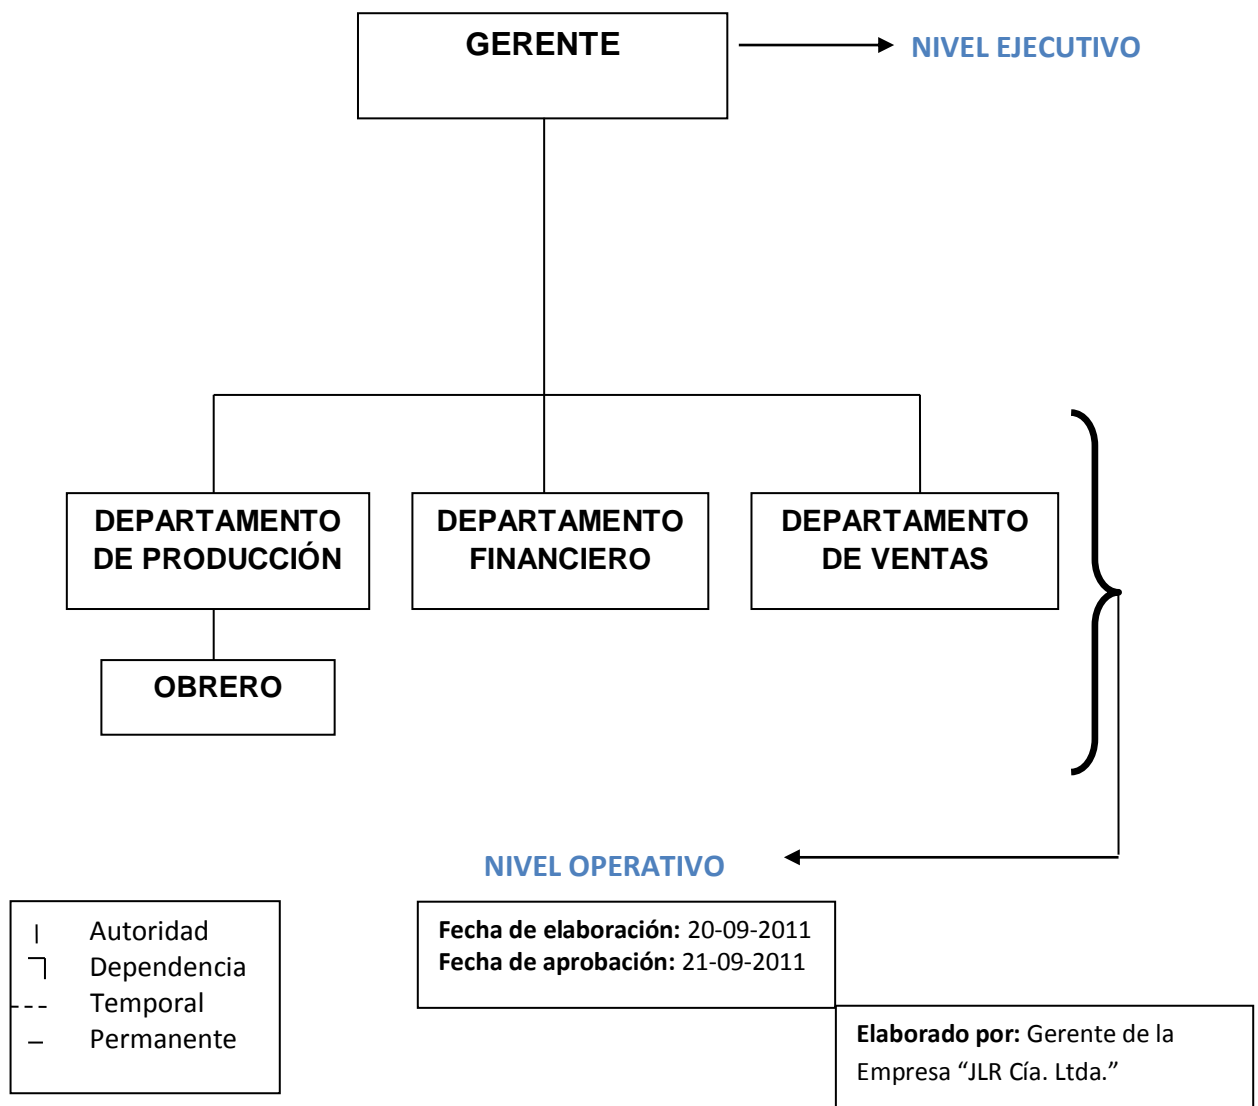 GERENTE
NIVEL EJECUTIVO
DEPARTAMENTO
DE PRODUCCIÓN
DEPARTAMENTO
FINANCIERO
DEPARTAMENTO
DE VENTAS
OBRERO
NIVEL OPERATIVO
Autoridad
Dependencia
Temporal
Permanente
Fecha de elaboración: 20-09-2011
Fecha de aprobación: 21-09-2011
Elaborado por: Gerente de la
Empresa “JLR Cía. Ltda.”